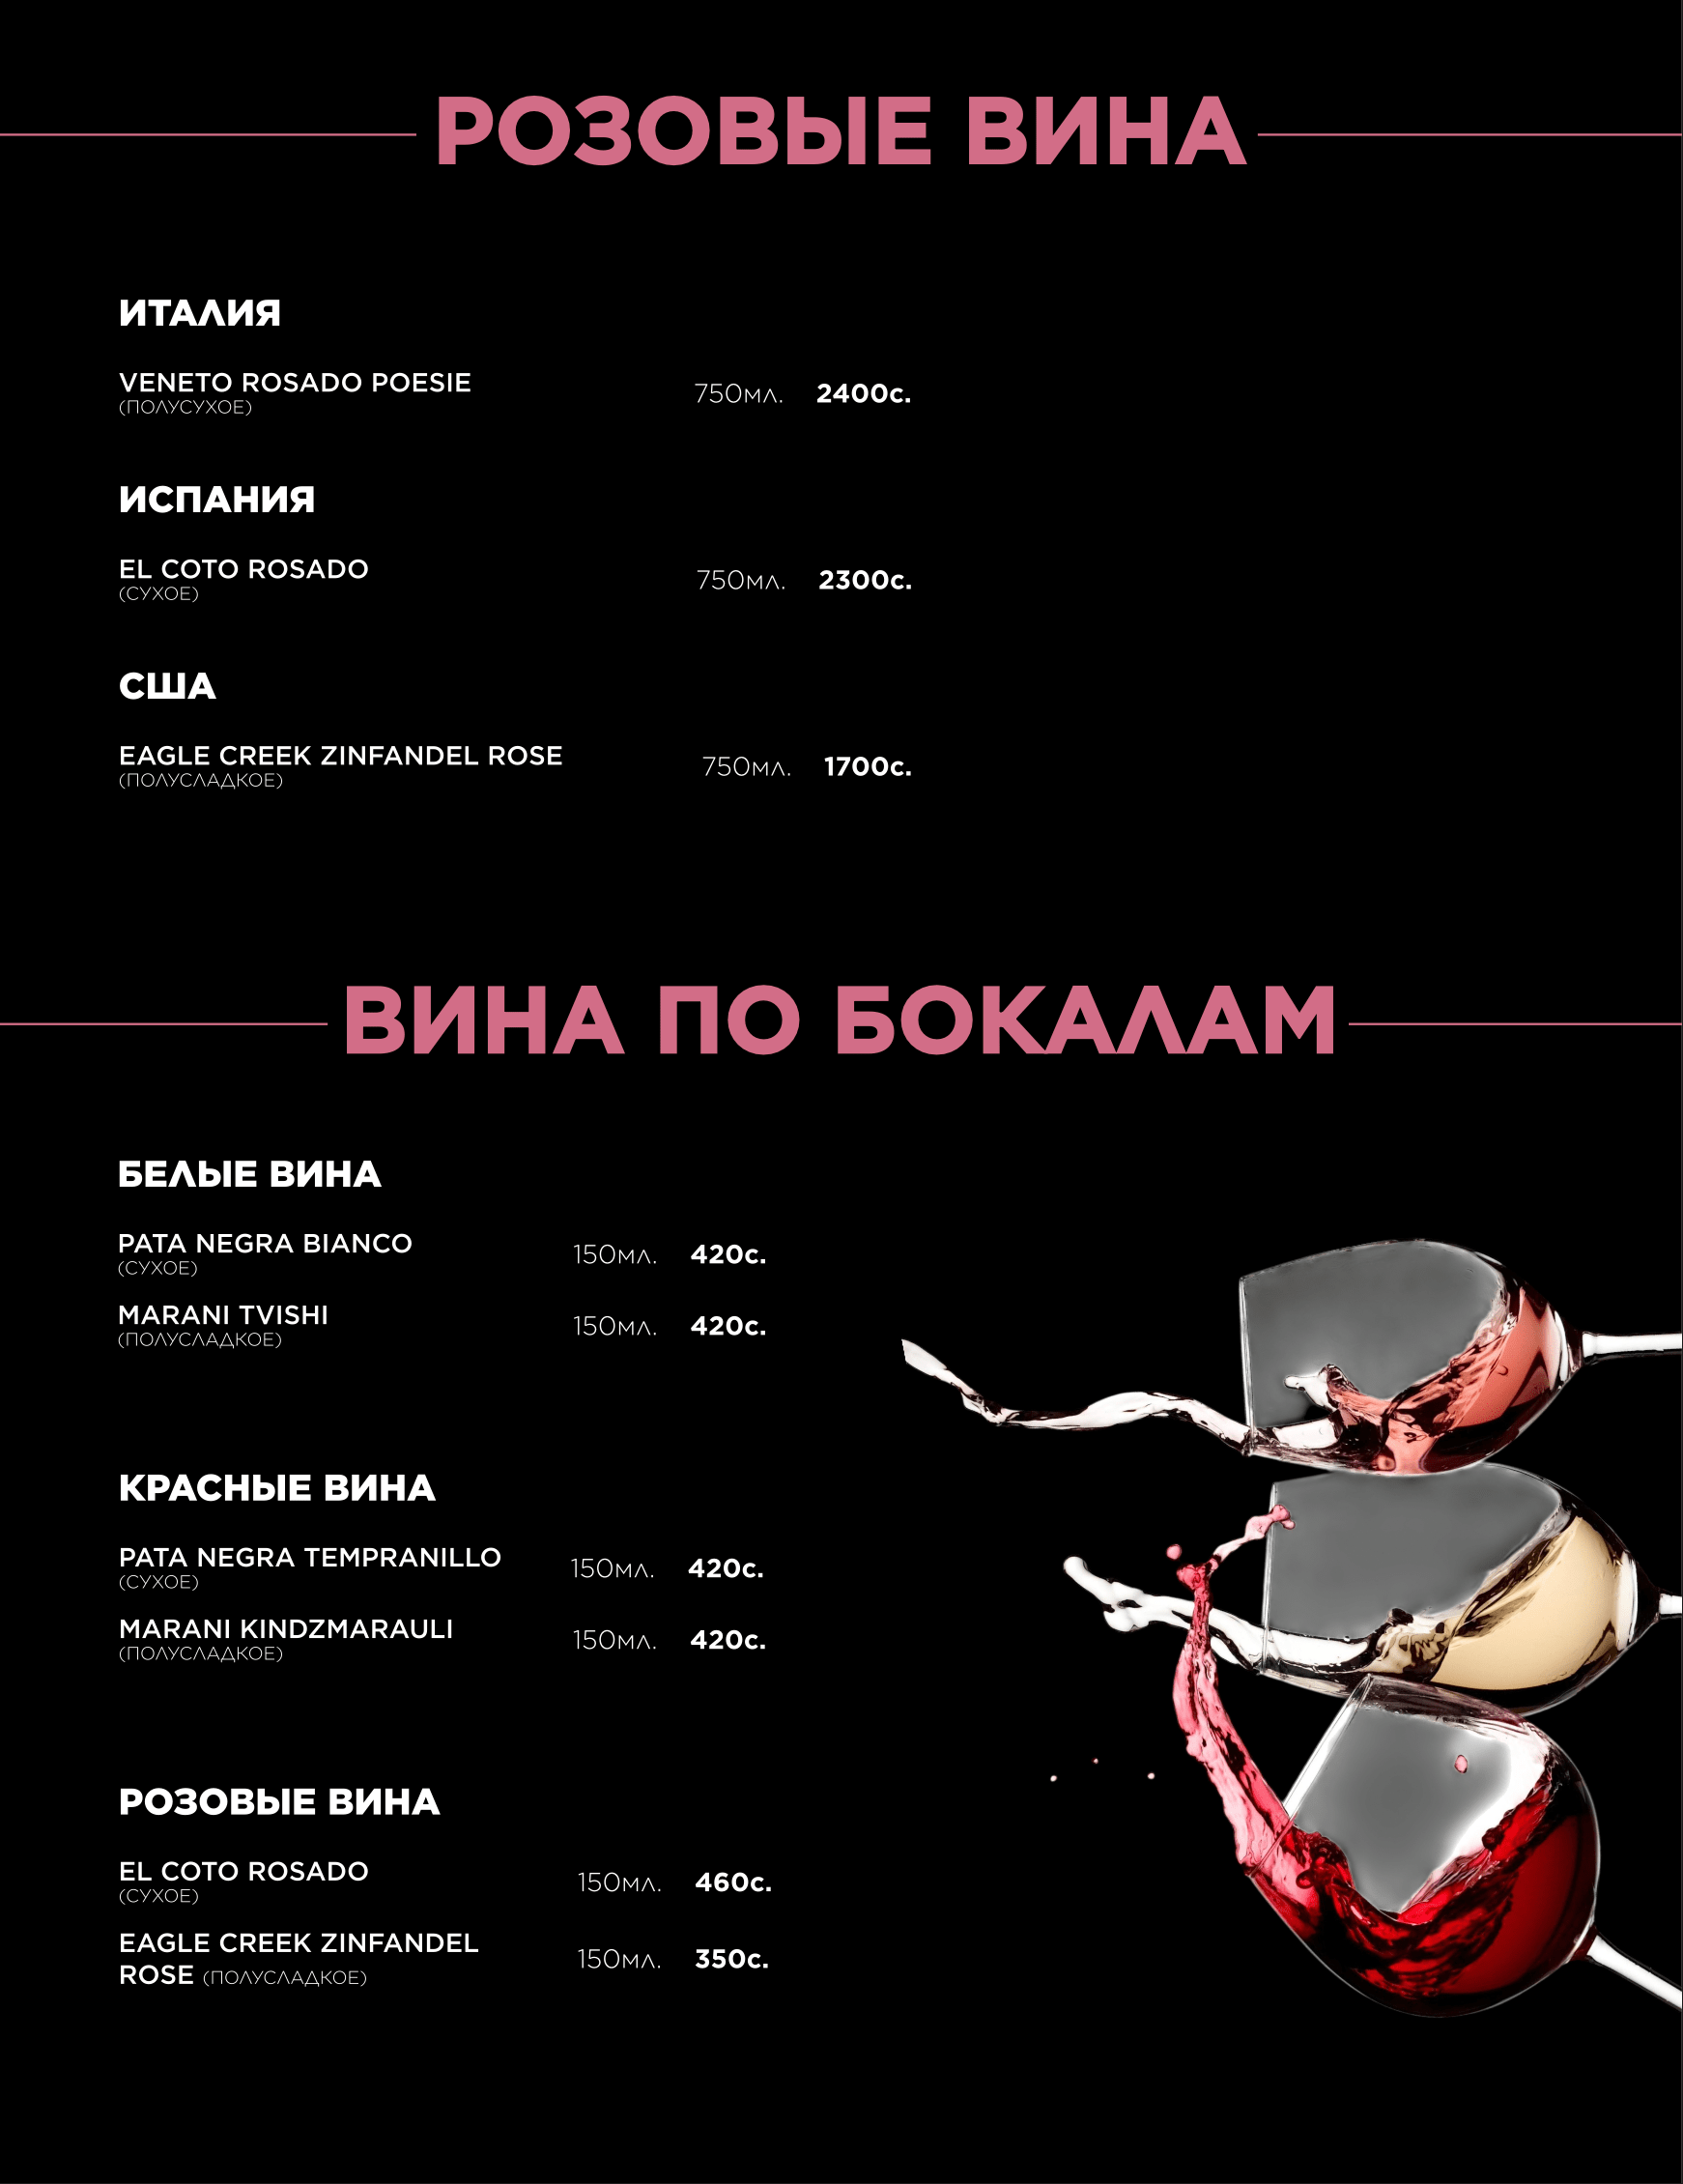 РОЗОВЫЕ ВИНА
ИТАЛИЯ
VENETO ROSADO POESIE 750мл. 2400с.
(ПОЛУСУХОЕ)
ИСПАНИЯ
EL COTO ROSADO 750мл. 2300с.
(СУХОЕ)
США
EAGLE CREEK ZINFANDEL ROSE 750мл. 1700с.
(ПОЛУСЛАДКОЕ)
ВИНА ПО БОКАЛАМ
БЕЛЫЕ ВИНА
PATA NEGRA BIANCO 150мл. 420с.
(СУХОЕ)
MARANI TVISHI 150мл. 420с.
(ПОЛУСЛАДКОЕ)
КРАСНЫЕ ВИНА
PATA NEGRA TEMPRANILLO 150мл. 420с.
(СУХОЕ)
MARANI KINDZMARAULI 150мл. 420с.
(ПОЛУСЛАДКОЕ)
РОЗОВЫЕ ВИНА
EL COTO ROSADO 150мл. 460с.
(СУХОЕ)
EAGLE CREEK ZINFANDEL 150мл. 350с.
ROSE (ПОЛУСЛАДКОЕ)